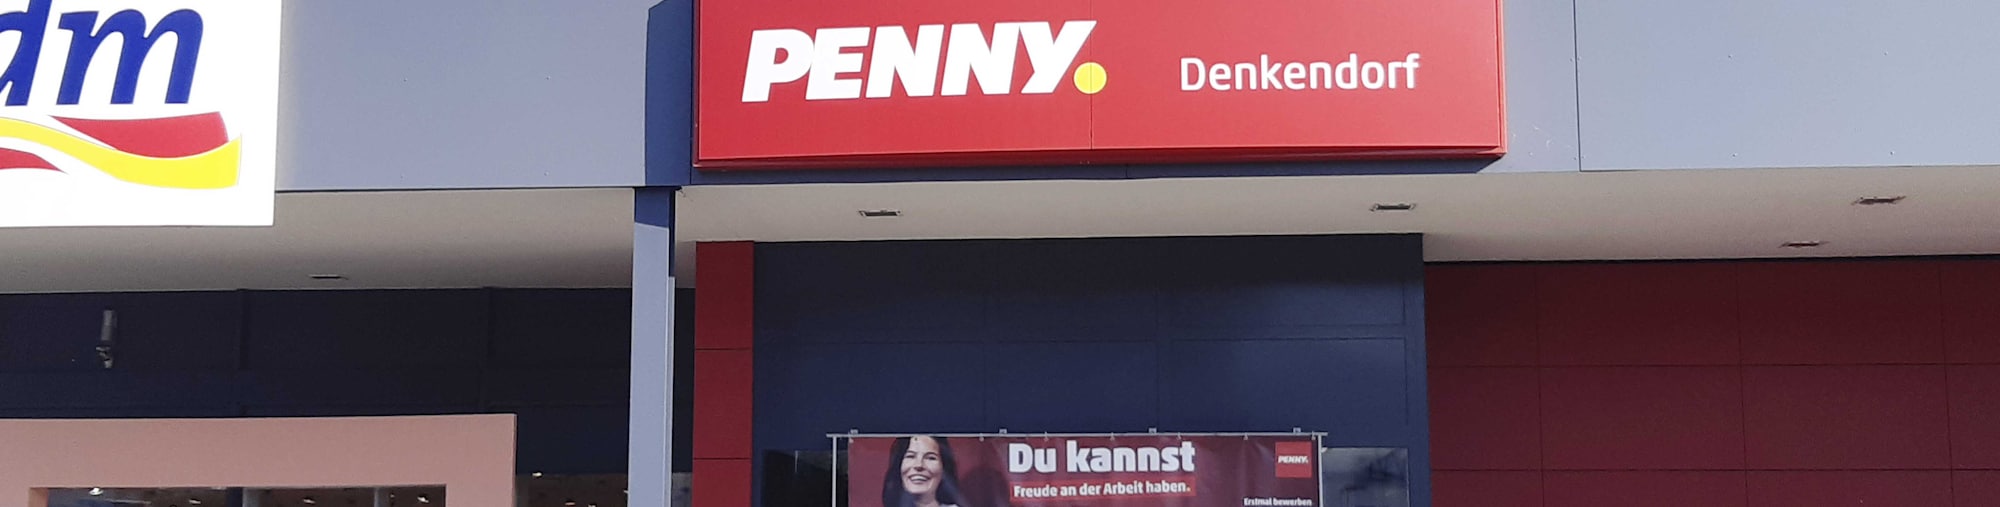 dm
PENNY. Denkendorf
Du kannst
Freude an der Arbeit haben.
PENNY.
Erstmal bewerben